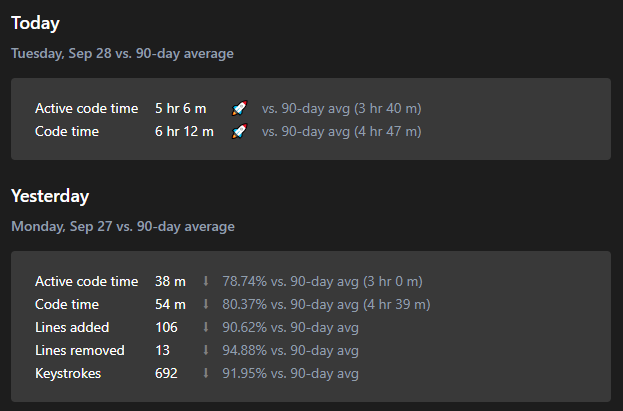 Today
Tuesday, Sep 28 vs. 90-day average
Active code time 5 hr 6 m 🚀 vs. 90-day avg (3 hr 40 m)
Code time 6 hr 12 m 🚀 vs. 90-day avg (4 hr 47 m)
Yesterday
Monday, Sep 27 vs. 90-day average
Active code time 38 m ↓ 78.74% vs. 90-day avg (3 hr 0 m)
Code time 54 m ↓ 80.37% vs. 90-day avg (4 hr 39 m)
Lines added 106 ↓ 90.62% vs. 90-day avg
Lines removed 13 ↓ 94.88% vs. 90-day avg
Keystrokes 692 ↓ 91.95% vs. 90-day avg